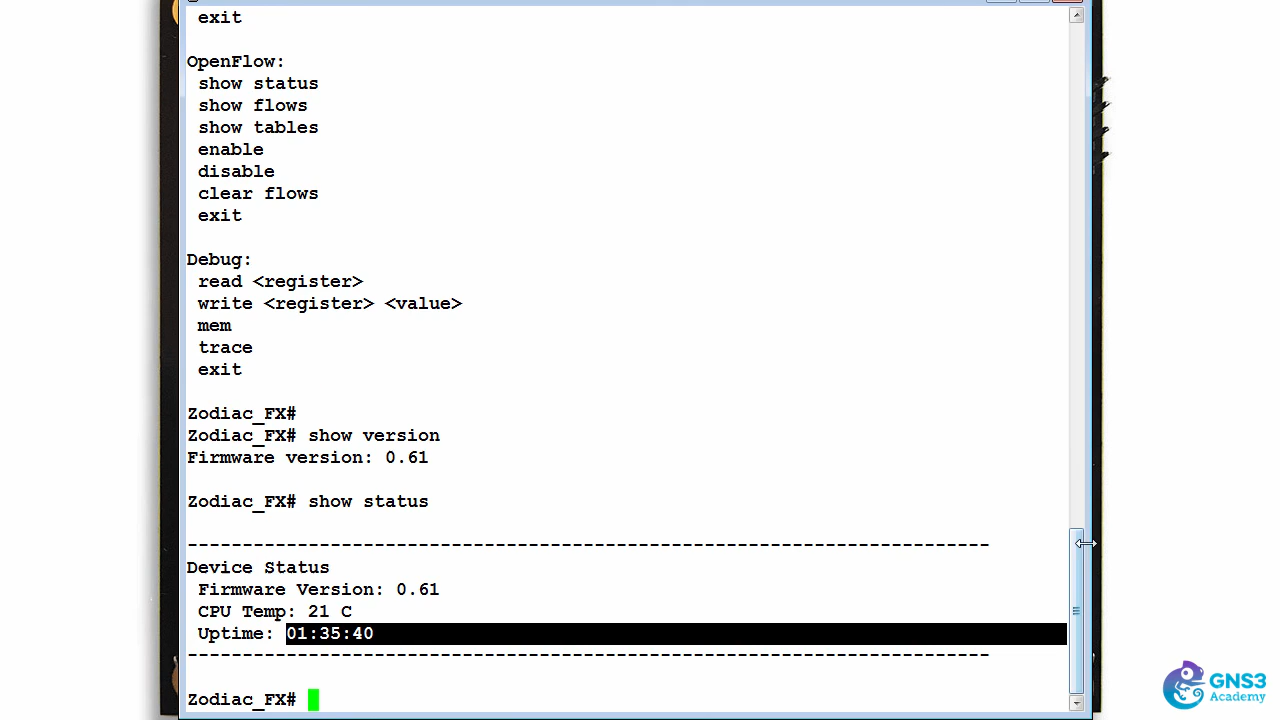 exit
OpenFlow:
show status
show flows
show tables
enable
disable
clear flows
exit
Debug:
read <register>
write <register> <value>
mem
trace
exit
Zodiac_FX#
Zodiac_FX# show version
Firmware version: 0.61
Zodiac_FX# show status
--------------------------------------------------------------------------
Device Status
Firmware Version: 0.61
CPU Temp: 21 C
Uptime: 01:35:40
--------------------------------------------------------------------------
Zodiac_FX#
GNS3
Academy